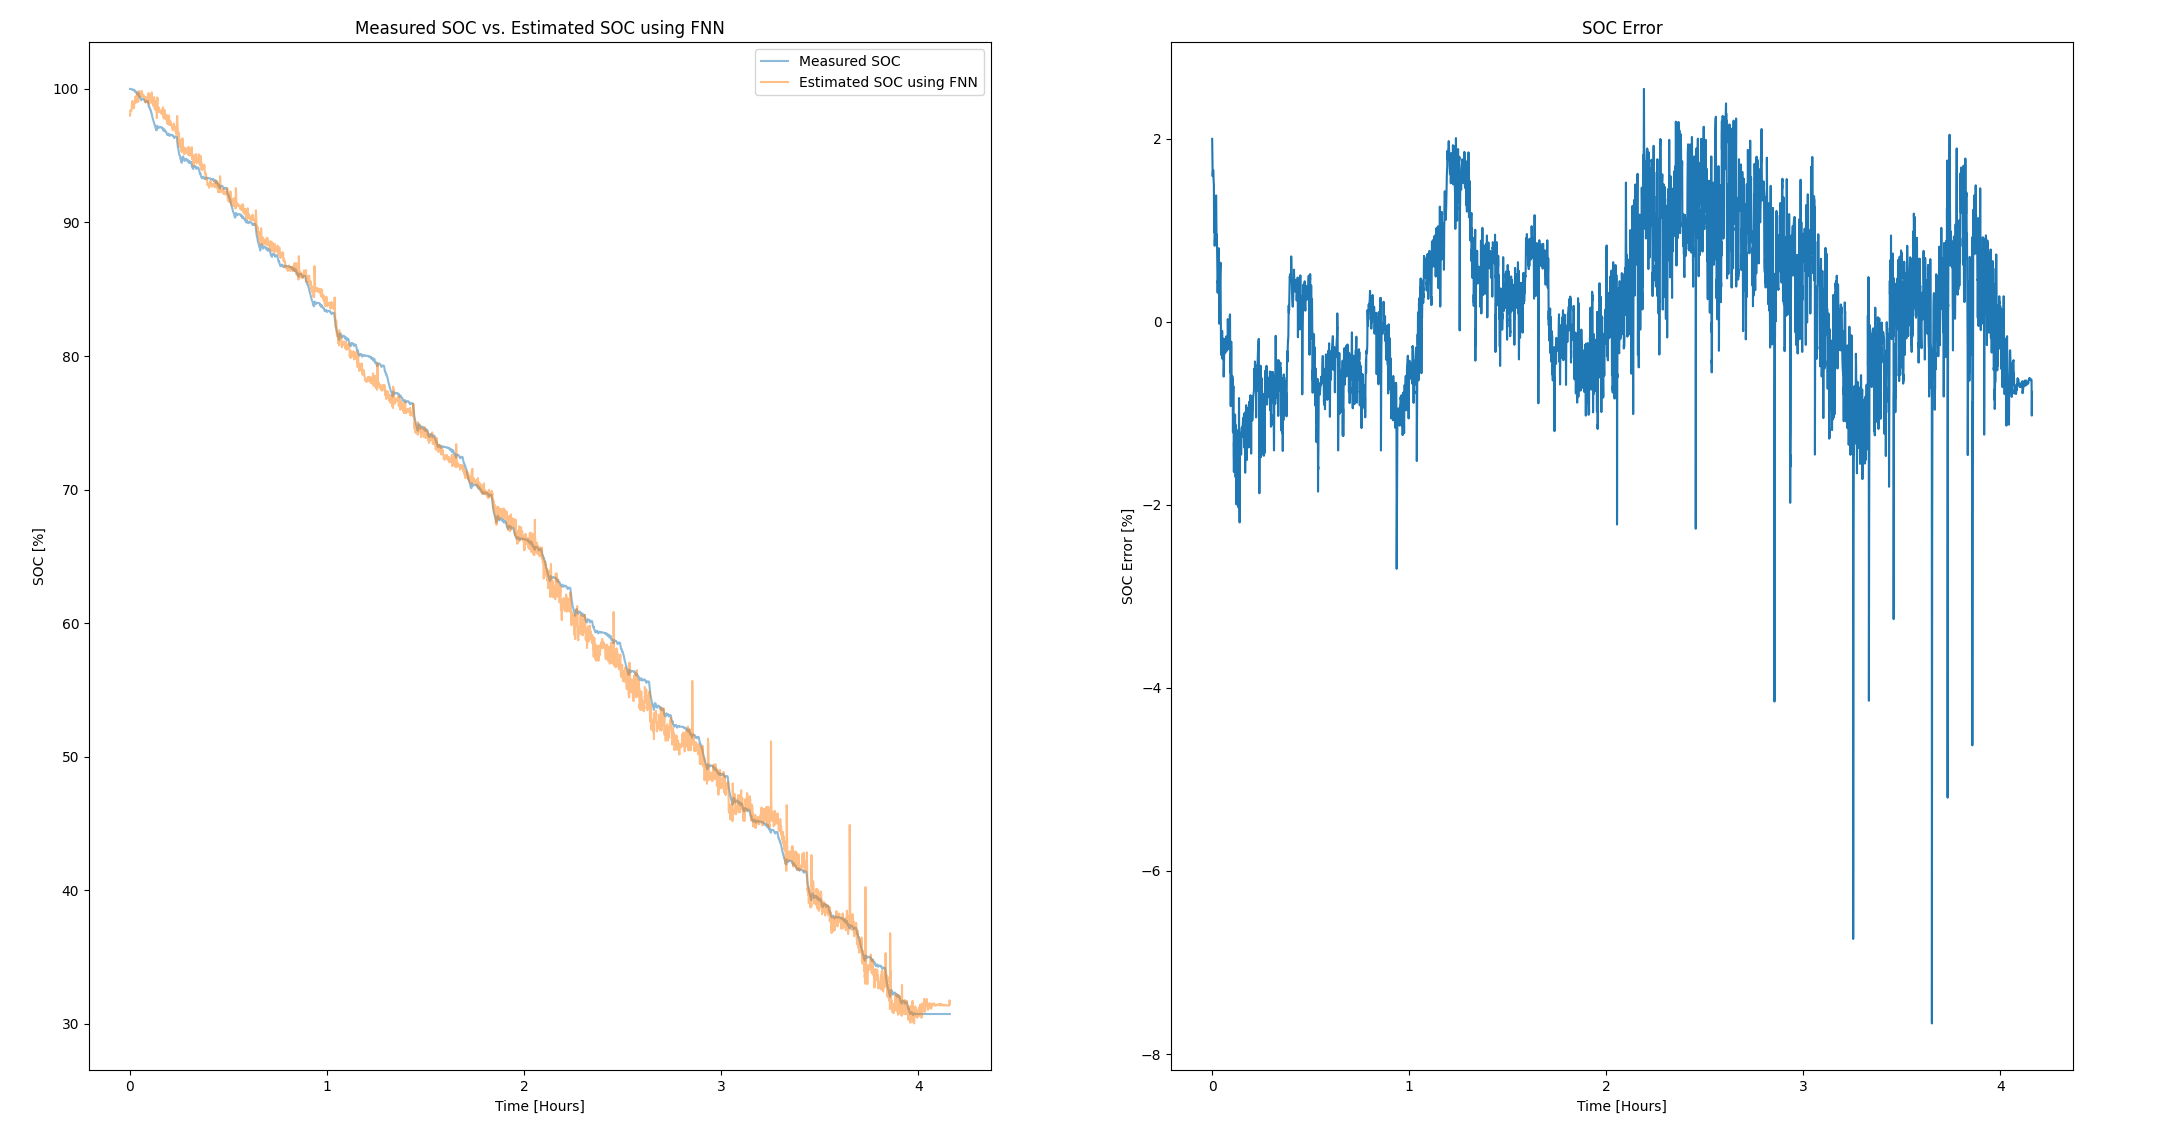 Measured SOC vs. Estimated SOC using FNN
Measured SOC
Estimated SOC using FNN
100
90
80
70
60
50
40
30
SOC [%]
0 1 2 3 4
Time [Hours]
SOC Error
2
0
−2
−4
−6
−8
SOC Error [%]
0 1 2 3 4
Time [Hours]